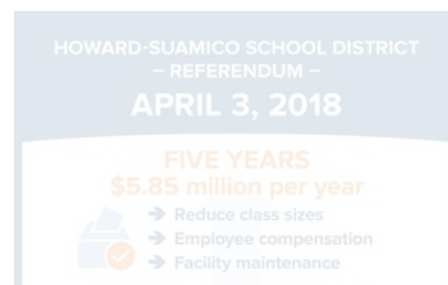 HOWARD-SUAMICO SCHOOL DISTRICT
– REFERENDUM –
APRIL 3, 2018
FIVE YEARS
$5.85 million per year
➔ Reduce class sizes
➔ Employee compensation
➔ Facility maintenance